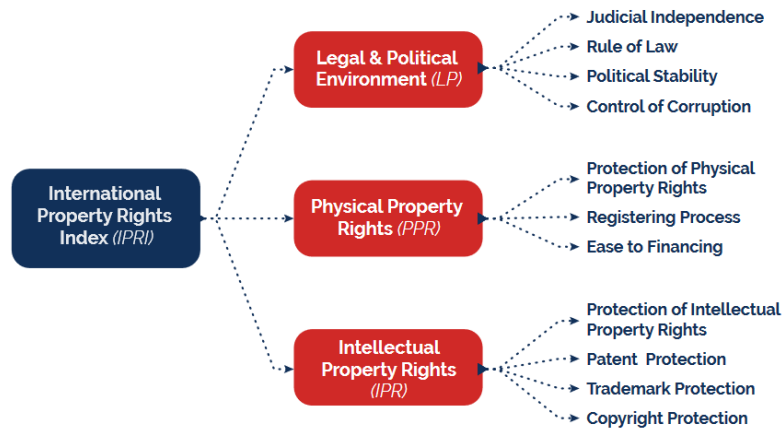 International
Property Rights
Index (IPRI)
Legal & Political
Environment (LP)
Judicial Independence
Rule of Law
Political Stability
Control of Corruption
Physical Property
Rights (PPR)
Protection of Physical
Property Rights
Registering Process
Ease to Financing
Intellectual
Property Rights
(IPR)
Protection of Intellectual
Property Rights
Patent Protection
Trademark Protection
Copyright Protection